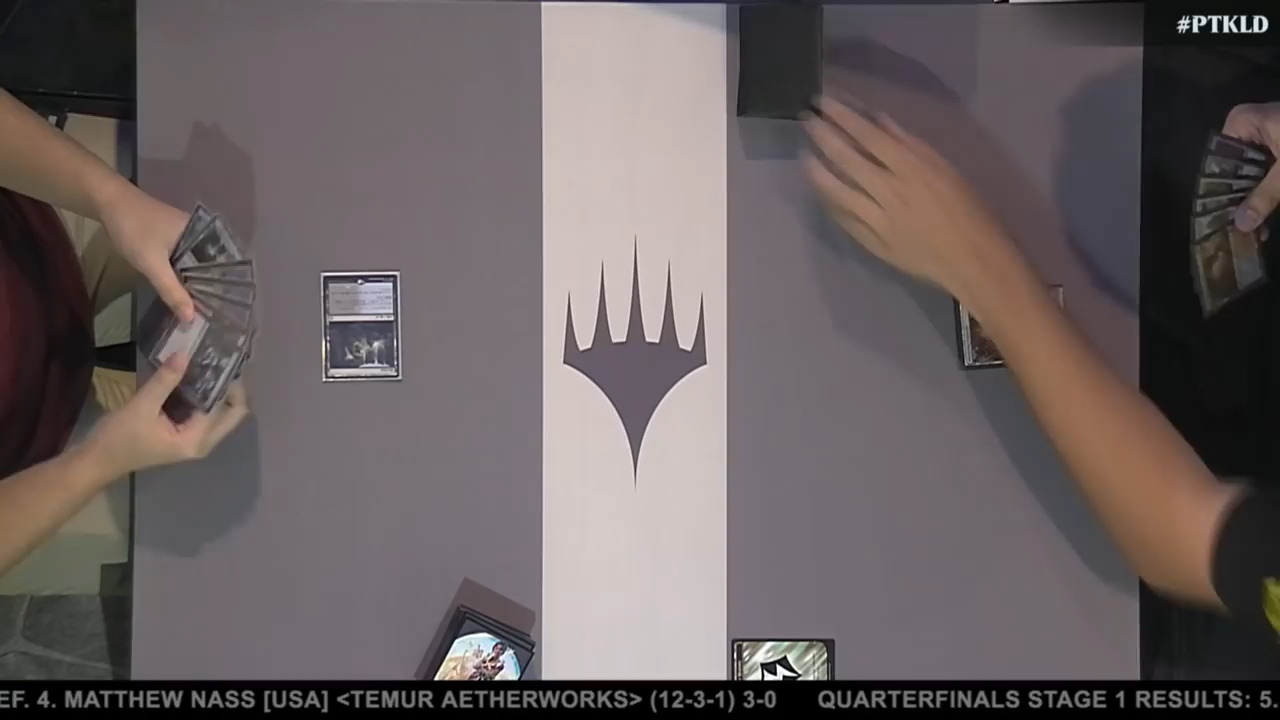 #PTKLD
EF. 4. MATTHEW NASS [USA] <TEMUR AETHERWORKS> (12-3-1) 3-0 QUARTERFINALS STAGE 1 RESULTS: 5.